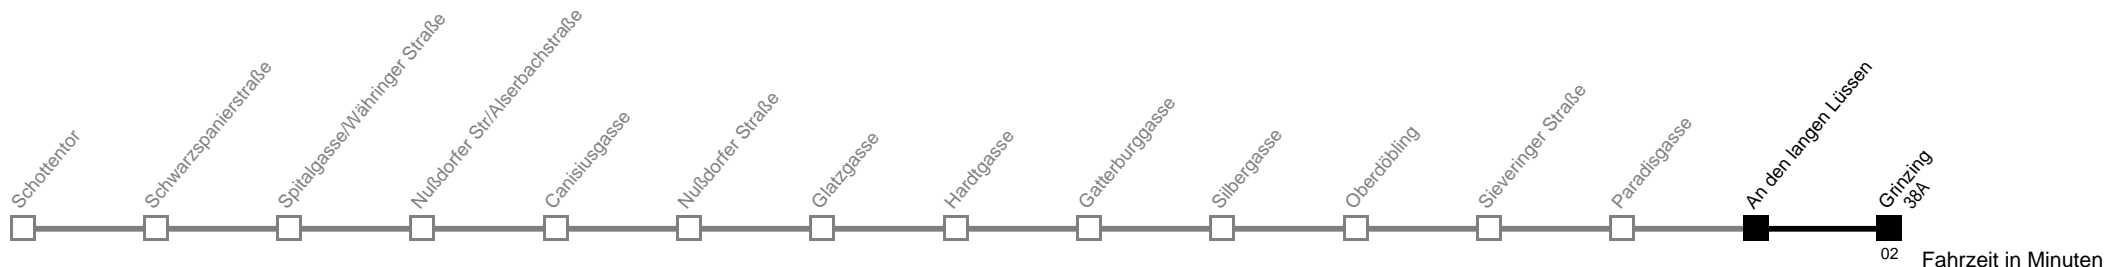 Schottentor
Schwarzspanierstraße
Spitalgasse/Währinger Straße
Nußdorfer Str/Alserbachstraße
Canisiusgasse
Nußdorfer Straße
Glatzgasse
Hardtgasse
Gatterburggasse
Silbergasse
Oberdöbling
Sieveringer Straße
Paradisgasse
An den langen Lüssen
Grinzing
38A
02
Fahrzeit in Minuten